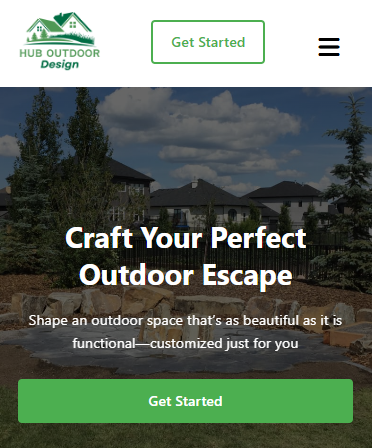 HUB OUTDOOR
Design
Get Started
Craft Your Perfect
Outdoor Escape
Shape an outdoor space that's as beautiful as it is
functional—customized just for you
Get Started